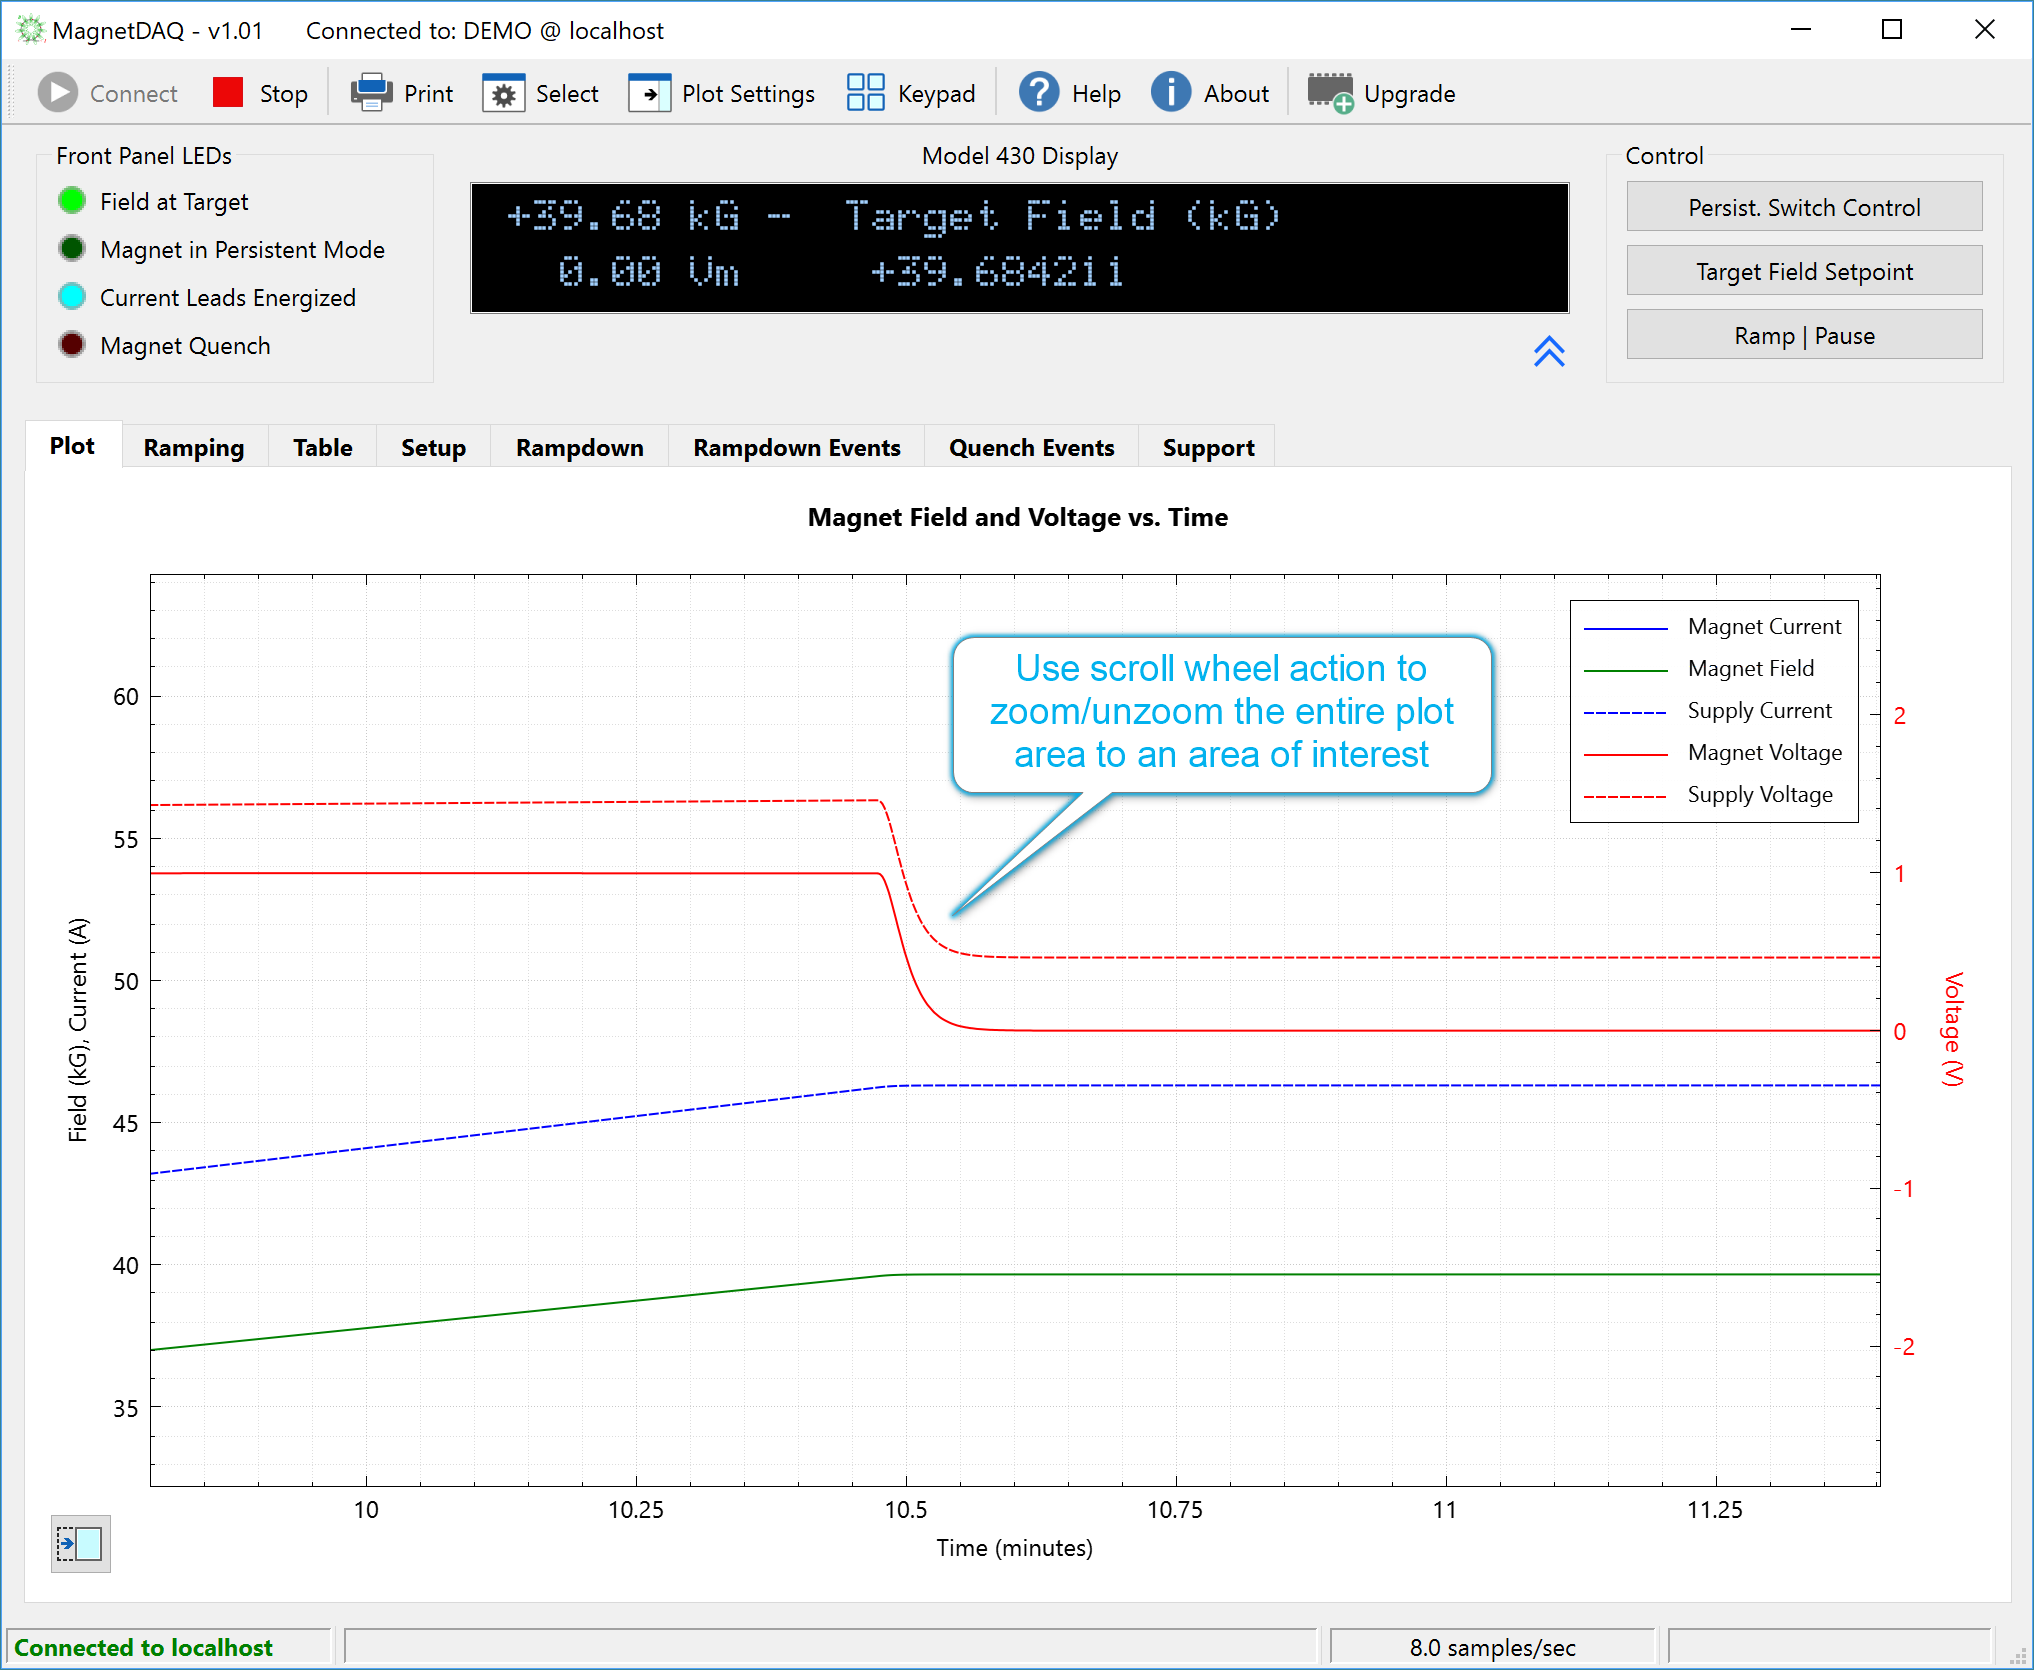 MagnetDAQ - v1.01 Connected to: DEMO @ localhost
Connect Stop Print Select Plot Settings Keypad Help About Upgrade
Front Panel LEDs
Field at Target
Magnet in Persistent Mode
Current Leads Energized
Magnet Quench
Model 430 Display
+39.68 kG - Target Field (kG)
0.00 Vm +39.684211
Control
Persist. Switch Control
Target Field Setpoint
Ramp | Pause
Plot Ramping Table Setup Rampdown Rampdown Events Quench Events Support
Magnet Field and Voltage vs. Time
Use scroll wheel action to
zoom/unzoom the entire plot
area to an area of interest
Magnet Current
Magnet Field
Supply Current
Magnet Voltage
Supply Voltage
Field (kG), Current (A)
60
55
50
45
40
35
2
1
0
-1
-2
Voltage (V)
10 10.25 10.5 10.75 11 11.25
Time (minutes)
Connected to localhost 8.0 samples/sec